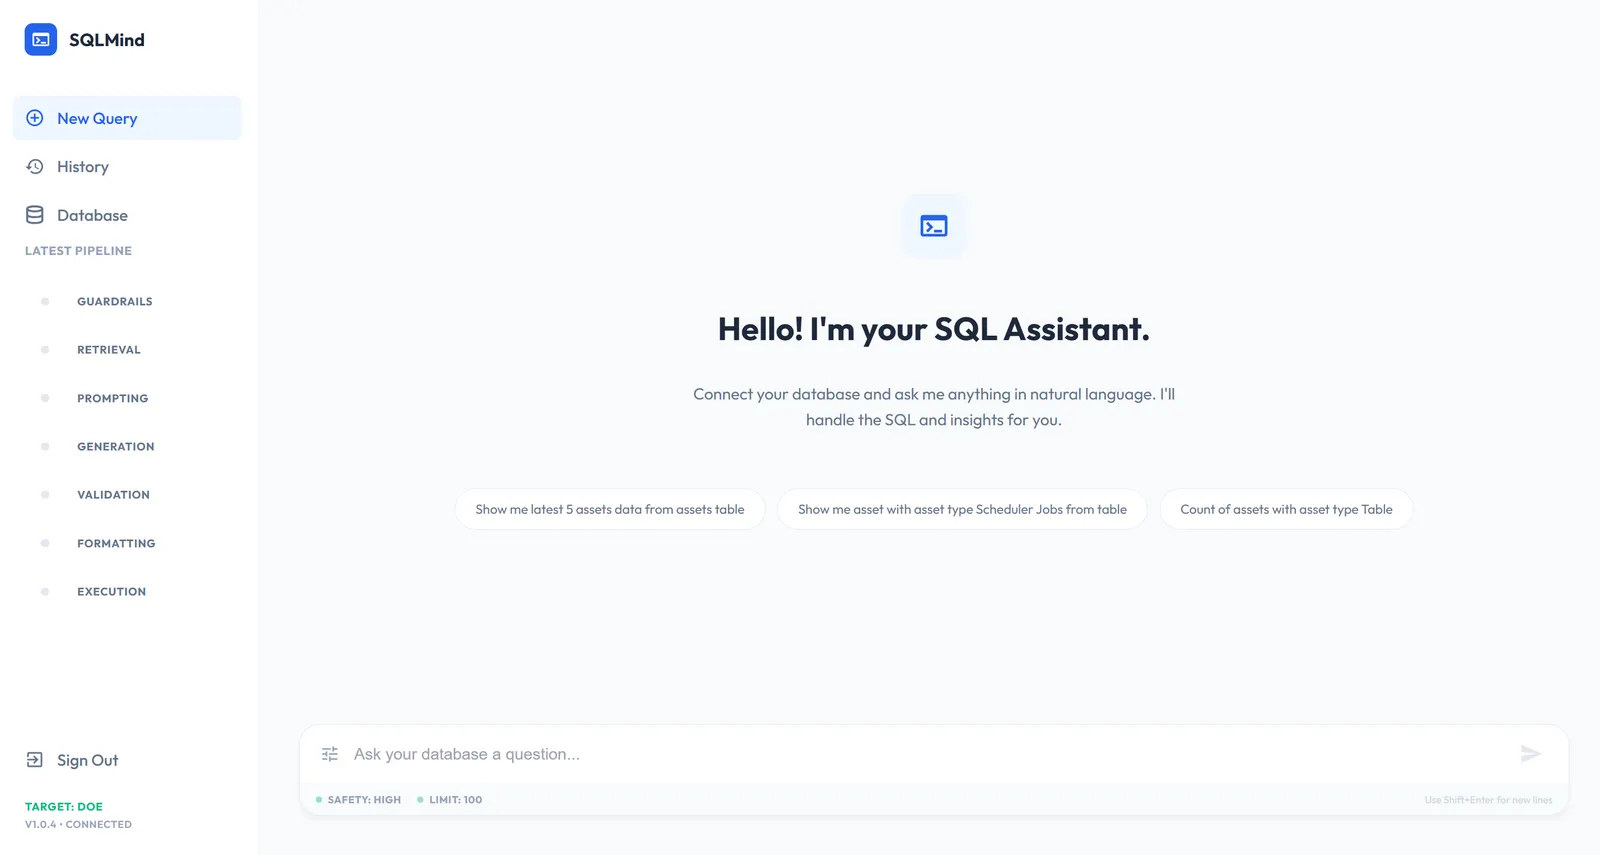 SQLMind
New Query
History
Database
LATEST PIPELINE
GUARDRAILS
RETRIEVAL
PROMPTING
GENERATION
VALIDATION
FORMATTING
EXECUTION
Sign Out
TARGET: DOE
V1.0.4 • CONNECTED
Hello! I'm your SQL Assistant.
Connect your database and ask me anything in natural language. I'll
handle the SQL and insights for you.
Show me latest 5 assets data from assets table
Show me asset with asset type Scheduler Jobs from table
Count of assets with asset type Table
Ask your database a question...
SAFETY: HIGH
LIMIT: 100
Use Shift+Enter for new lines